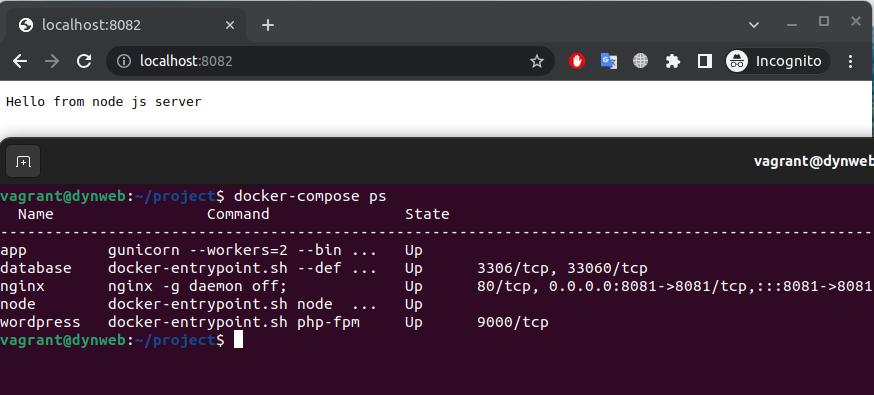 localhost:8082
localhost:8082
Incognito
Hello from node js server
vagrant@dynweb
vagrant@dynweb:~/project$ docker-compose ps
Name Command State
--------------------------------------------------------------------------------
app gunicorn --workers=2 --bin ... Up
database docker-entrypoint.sh --def ... Up 3306/tcp, 33060/tcp
nginx nginx -g daemon off; Up 80/tcp, 0.0.0.0:8081->8081/tcp,:::8081->8081
node docker-entrypoint.sh node ... Up
wordpress docker-entrypoint.sh php-fpm Up 9000/tcp
vagrant@dynweb:~/project$